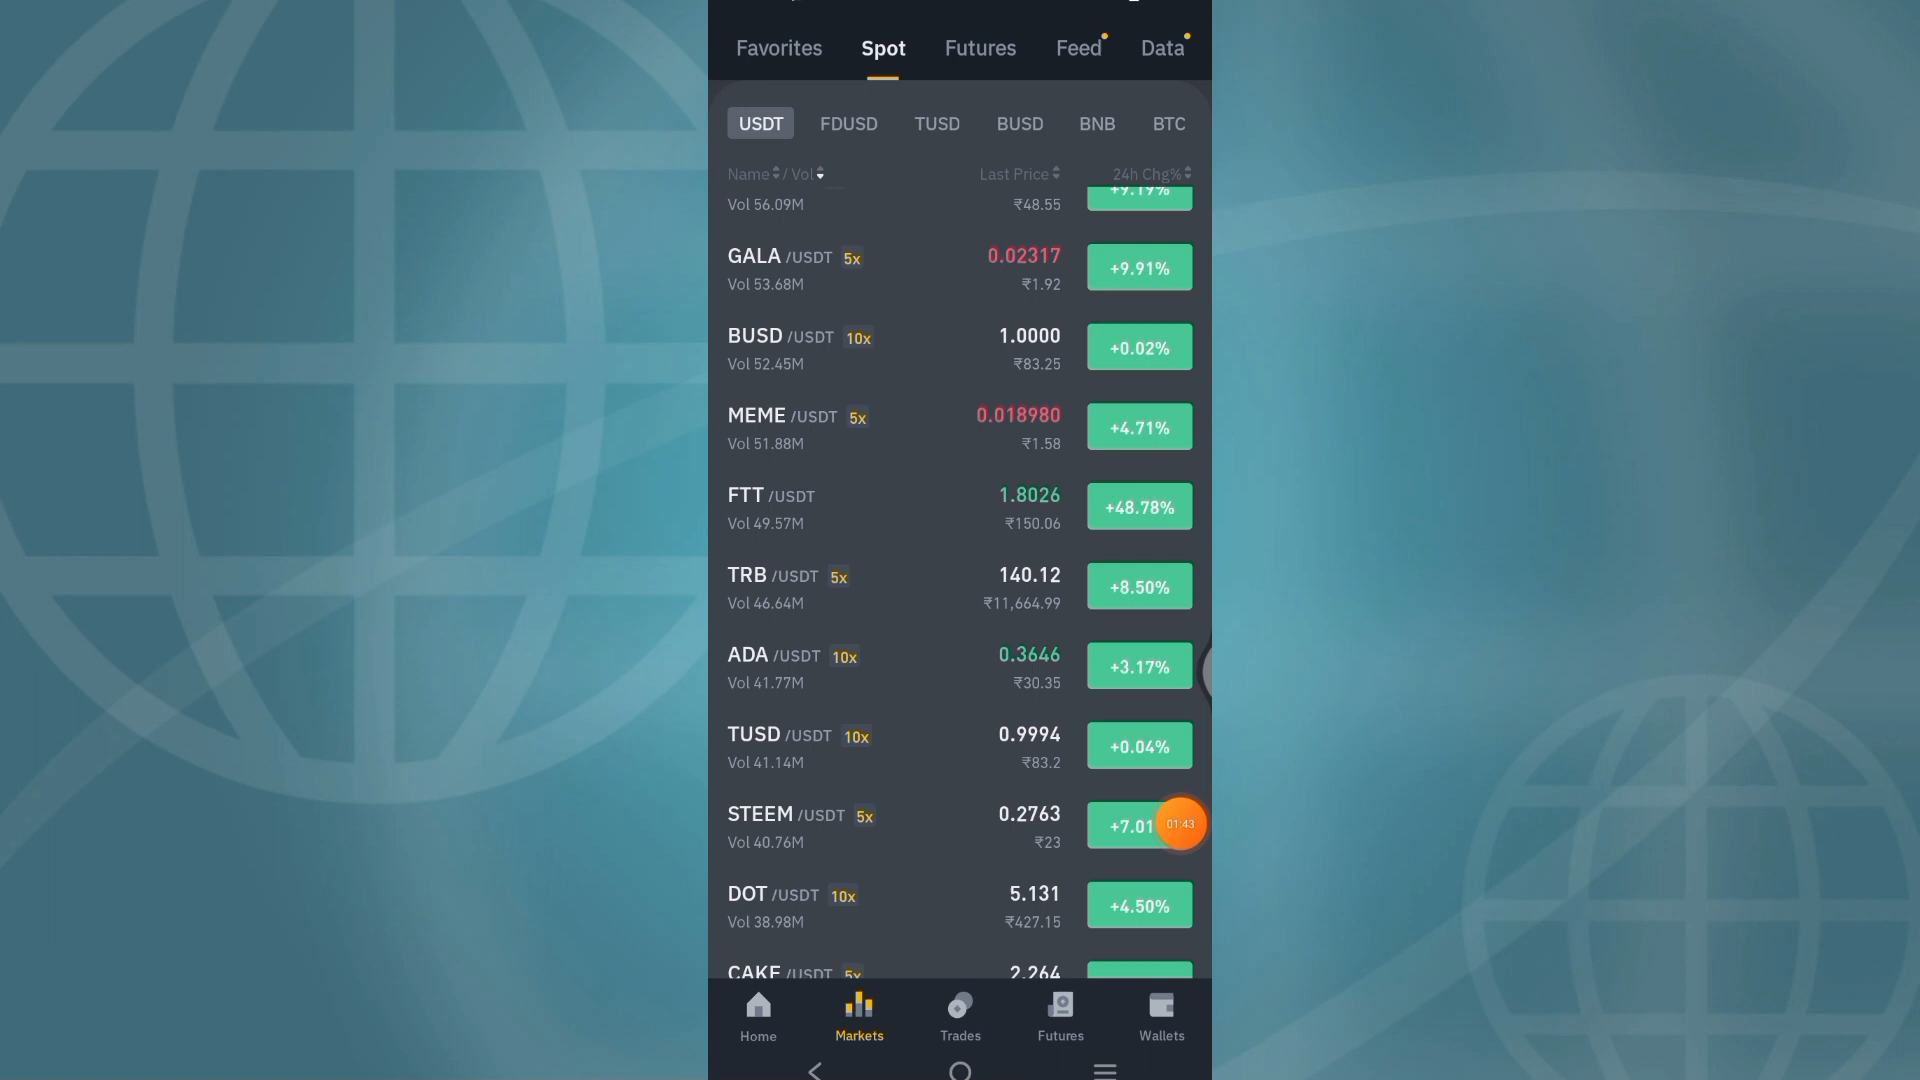 Favorites Spot Futures Feed Data
USDT FDUSD TUSD BUSD BNB BTC
Name / Vol Last Price 24h Chg%
+9.19%
Vol 56.09M ₹48.55
GALA /USDT 5x 0.02317 +9.91%
Vol 53.68M ₹1.92
BUSD /USDT 10x 1.0000 +0.02%
Vol 52.45M ₹83.25
MEME /USDT 5x 0.018980 +4.71%
Vol 51.88M ₹1.58
FTT /USDT 1.8026 +48.78%
Vol 49.57M ₹150.06
TRB /USDT 5x 140.12 +8.50%
Vol 46.64M ₹11,664.99
ADA /USDT 10x 0.3646 +3.17%
Vol 41.77M ₹30.35
TUSD /USDT 10x 0.9994 +0.04%
Vol 41.14M ₹83.2
STEEM /USDT 5x 0.2763 +7.01 01:43
Vol 40.76M ₹23
DOT /USDT 10x 5.131 +4.50%
Vol 38.98M ₹427.15
CAKE /USDT 5x 2.264
Home Markets Trades Futures Wallets